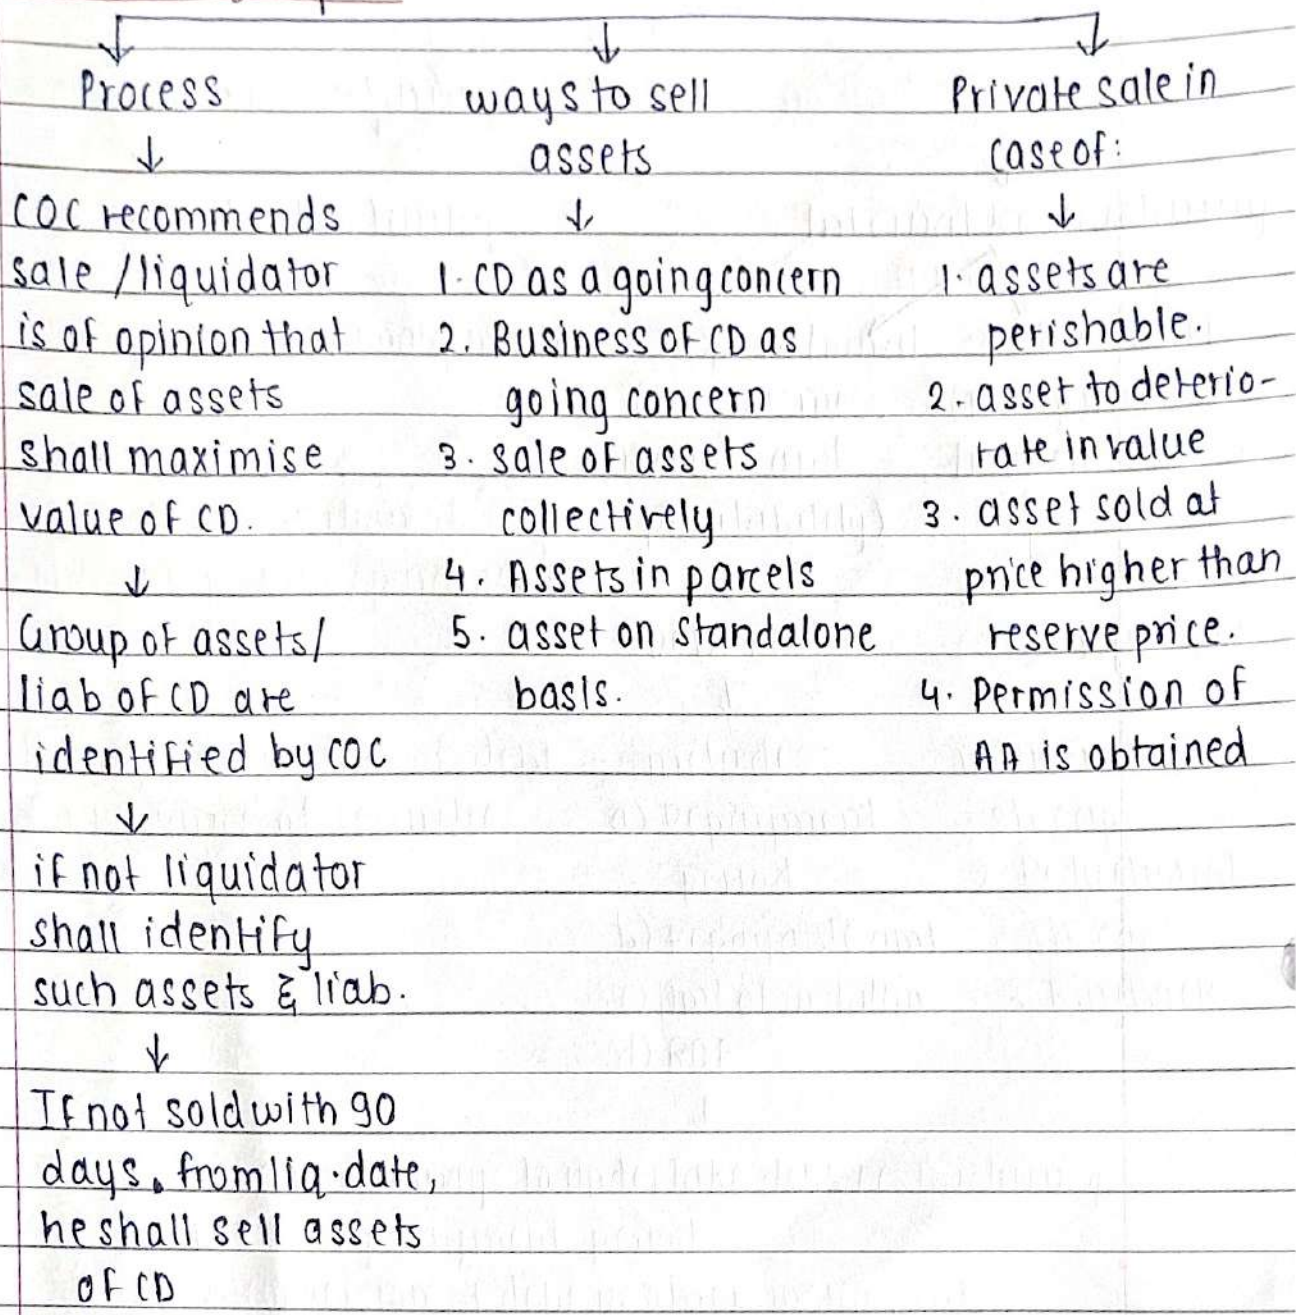 Process
↓
COC recommends
sale / liquidator
is of opinion that
sale of assets
shall maximise
value of CD.
↓
Group of assets/
liab of CD are
identified by COC
↓
if not liquidator
shall identify
such assets & liab.
↓
If not sold with 90
days. from liq. date,
he shall sell assets
of CD
ways to sell
assets
↓
1. CD as a going concern
2. Business of CD as
going concern
3. sale of assets
collectively
4. Assets in parcels
5. asset on standalone
basis.
Private sale in
case of:
↓
1. assets are
perishable.
2. asset to deterio-
rate in value
3. asset sold at
price higher than
reserve price.
4. Permission of
AA is obtained